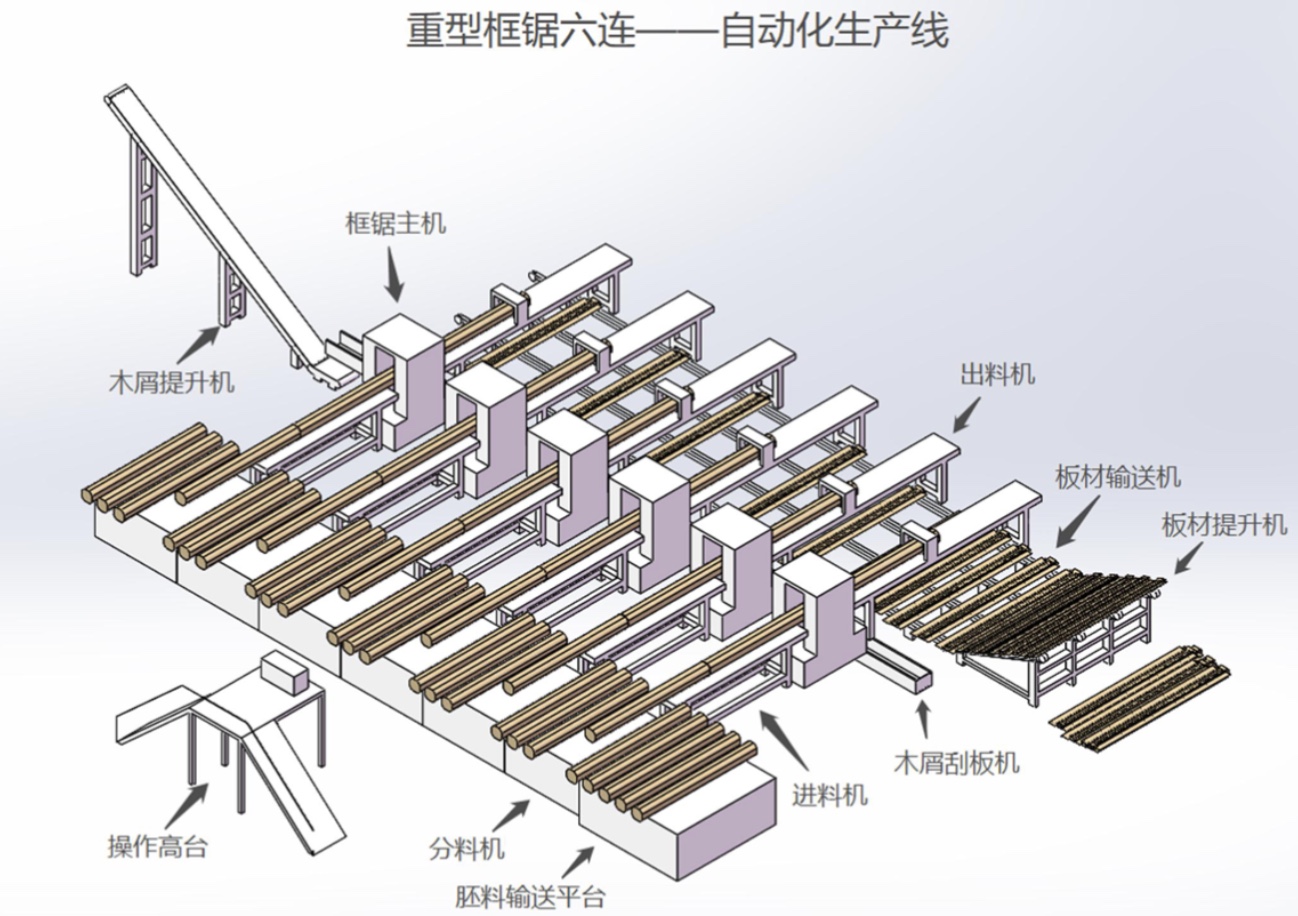 重型框锯六连——自动化生产线
框锯主机
木屑提升机
出料机
板材输送机
板材提升机
木屑刮板机
进料机
操作高台
分料机
胚料输送平台